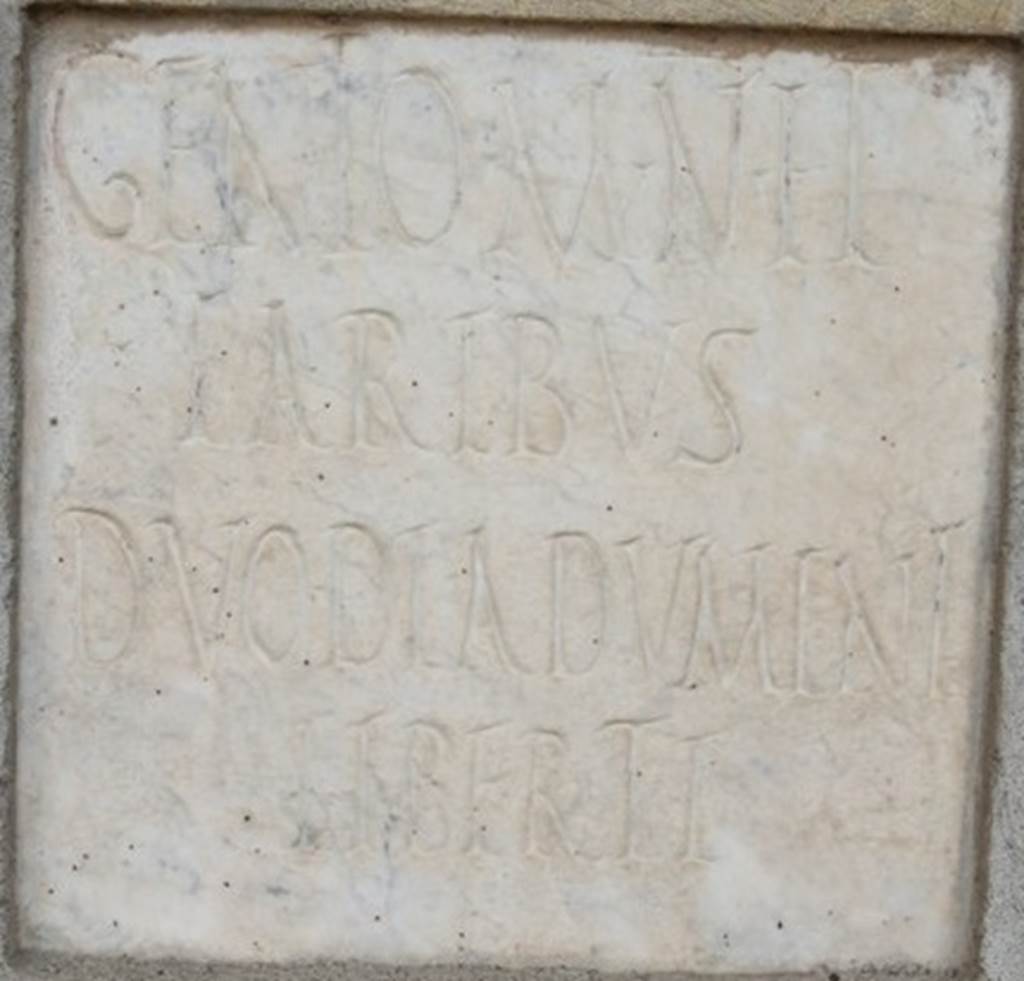 GENIO·M·N·ET
LARIBVS
DVO DIADVMENI
LIBERTI